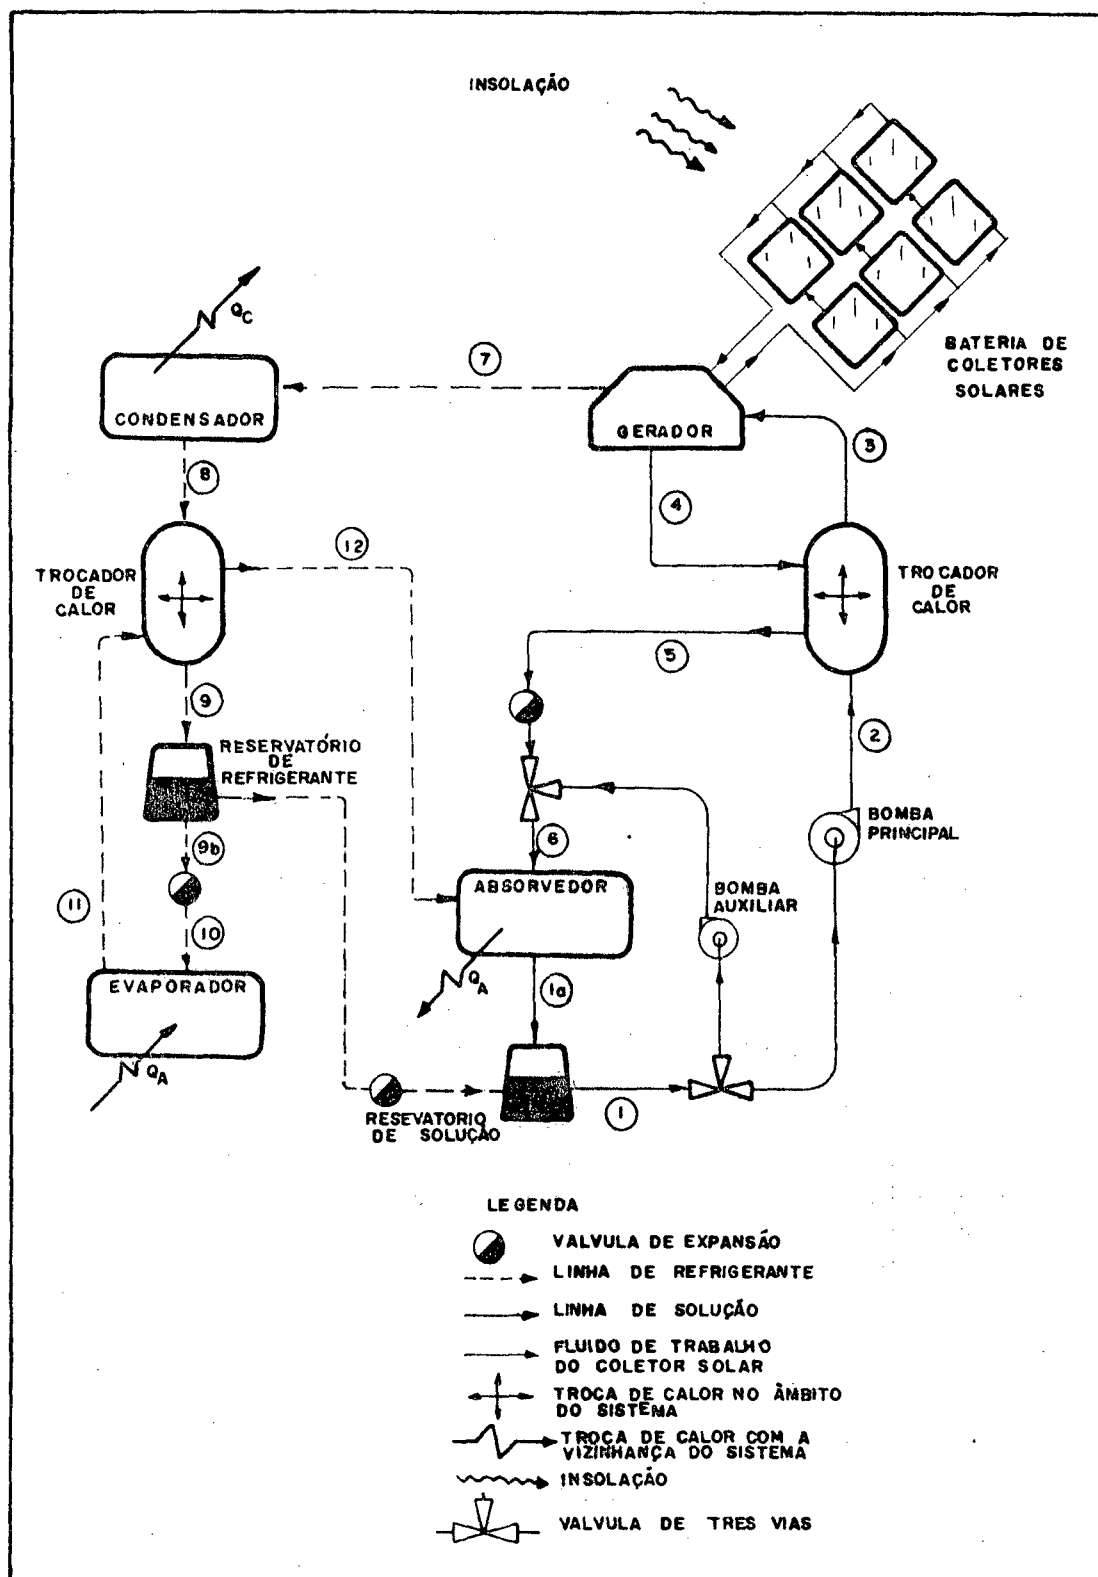 INSOLAÇÃO
BATERIA DE
COLETORES
SOLARES
QC
7
CONDENSADOR
GERADOR
3
8
4
12
TROCADOR
DE
CALOR
TROCADOR
DE
CALOR
5
9
2
RESERVATÓRIO
DE
REFRIGERANTE
BOMBA
PRINCIPAL
9b
6
11
ABSORVEDOR
BOMBA
AUXILIAR
10
EVAPORADOR
QA
1a
QA
1
RESEVATORIO
DE SOLUÇÃO
LEGENDA
VALVULA DE EXPANSÃO
LINHA DE REFRIGERANTE
LINHA DE SOLUÇÃO
FLUIDO DE TRABALHO
DO COLETOR SOLAR
TROCA DE CALOR NO ÂMBITO
DO SISTEMA
TROCA DE CALOR COM A
VIZINHANÇA DO SISTEMA
INSOLAÇÃO
VALVULA DE TRES VIAS